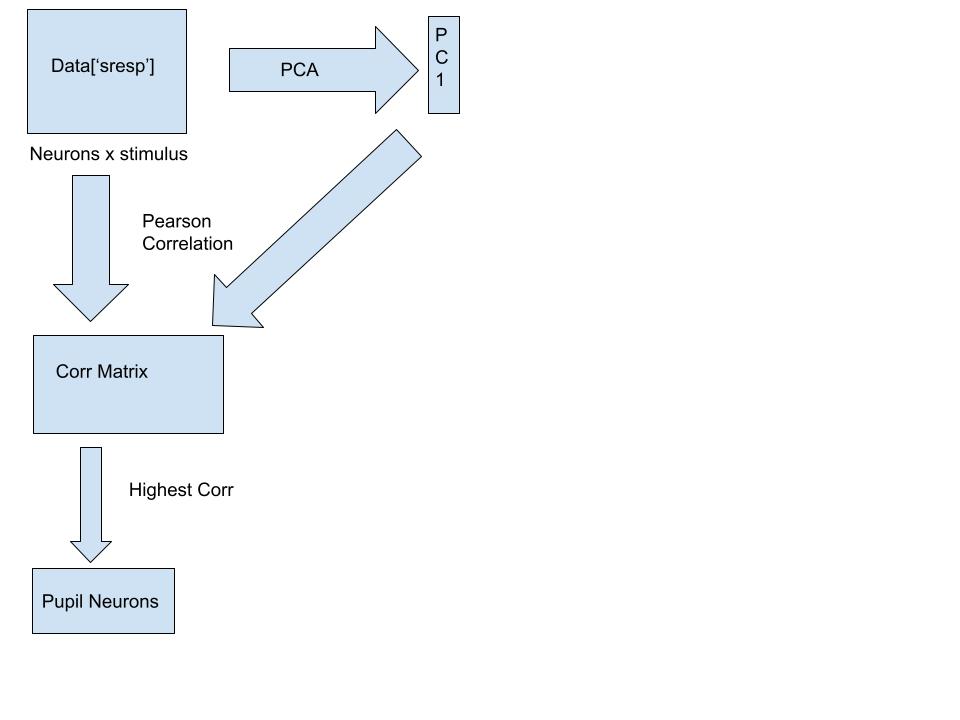 Data[‘sresp’]
PCA
P
C
1
Neurons x stimulus
Pearson
Correlation
Corr Matrix
Highest Corr
Pupil Neurons